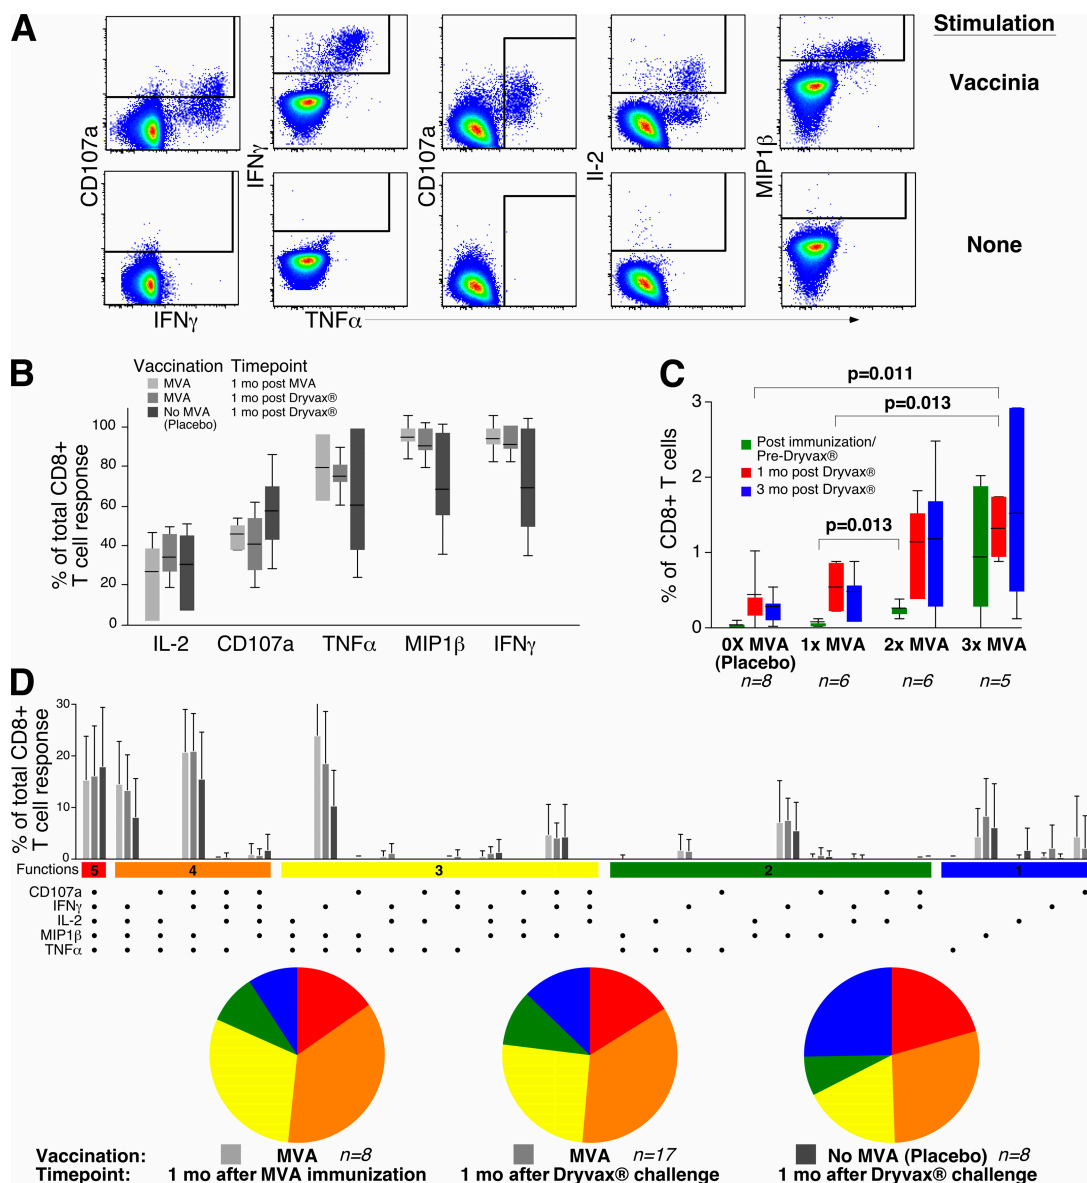 A
Stimulation
Vaccinia
None
CD107a
IFNγ
CD107a
Il-2
MIP1β
IFNγ
TNFα
B
Vaccination Timepoint
MVA 1 mo post MVA
MVA 1 mo post Dryvax®
No MVA 1 mo post Dryvax®
(Placebo)
% of total CD8+
T cell response
100
80
60
40
20
0
IL-2 CD107a TNFα MIP1β IFNγ
C
p=0.011
p=0.013
p=0.013
Post immunization/
Pre-Dryvax®
1 mo post Dryvax®
3 mo post Dryvax®
% of CD8+ T cells
3
2
1
0
0X MVA 1x MVA 2x MVA 3x MVA
(Placebo)
n=8 n=6 n=6 n=5
D
% of total CD8+
T cell response
30
20
10
0
Functions 5 4 3 2 1
CD107a
IFNγ
IL-2
MIP1β
TNFα
Vaccination: MVA n=8 MVA n=17 No MVA (Placebo) n=8
Timepoint: 1 mo after MVA immunization 1 mo after Dryvax® challenge 1 mo after Dryvax® challenge